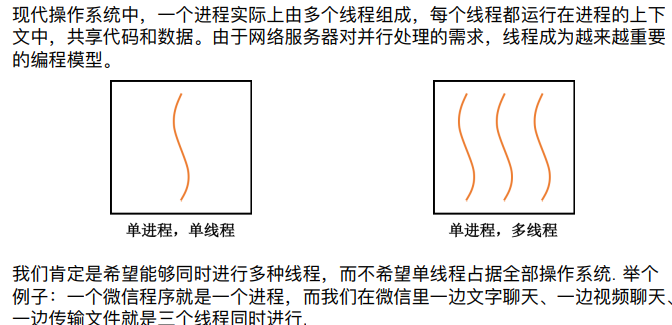 现代操作系统中，一个进程实际上由多个线程组成，每个线程都运行在进程的上下
文中，共享代码和数据。由于网络服务器对并行处理的需求，线程成为越来越重要
的编程模型。
单进程，单线程
单进程，多线程
我们肯定是希望能够同时进行多种线程，而不希望单线程占据全部操作系统. 举个
例子：一个微信程序就是一个进程，而我们在微信里一边文字聊天、一边视频聊天、
一边传输文件就是三个线程同时进行.